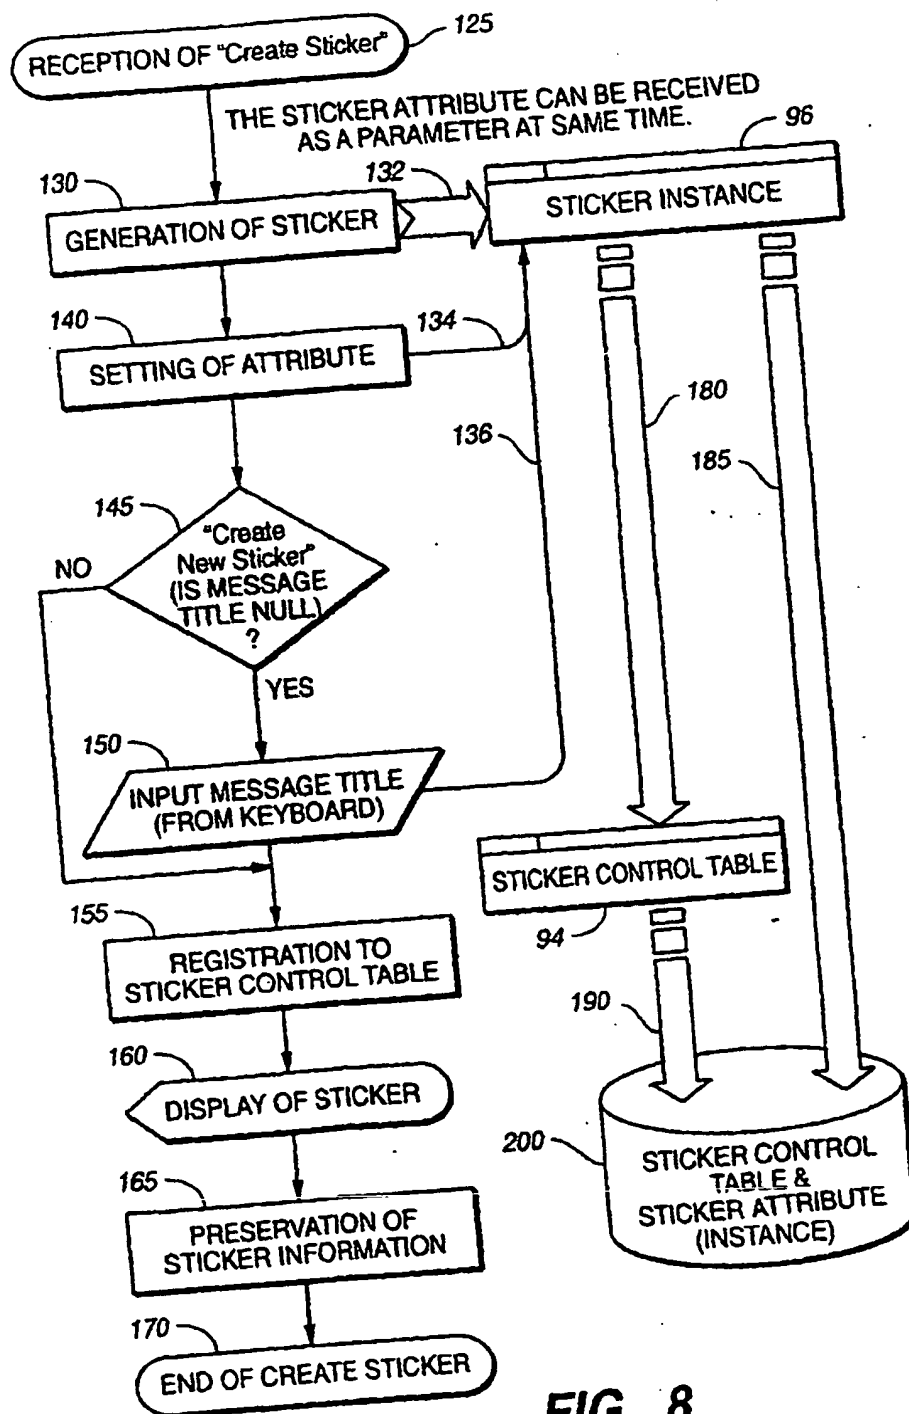 125
RECEPTION OF "Create Sticker"
THE STICKER ATTRIBUTE CAN BE RECEIVED
AS A PARAMETER AT SAME TIME.
96
130
132
GENERATION OF STICKER
STICKER INSTANCE
140
134
SETTING OF ATTRIBUTE
180
136
185
145
"Create
New Sticker"
(IS MESSAGE
TITLE NULL)
?
NO
YES
150
INPUT MESSAGE TITLE
(FROM KEYBOARD)
STICKER CONTROL TABLE
94
155
REGISTRATION TO
STICKER CONTROL TABLE
190
160
DISPLAY OF STICKER
200
STICKER CONTROL
TABLE &
STICKER ATTRIBUTE
(INSTANCE)
165
PRESERVATION OF
STICKER INFORMATION
170
END OF CREATE STICKER
FIG._8